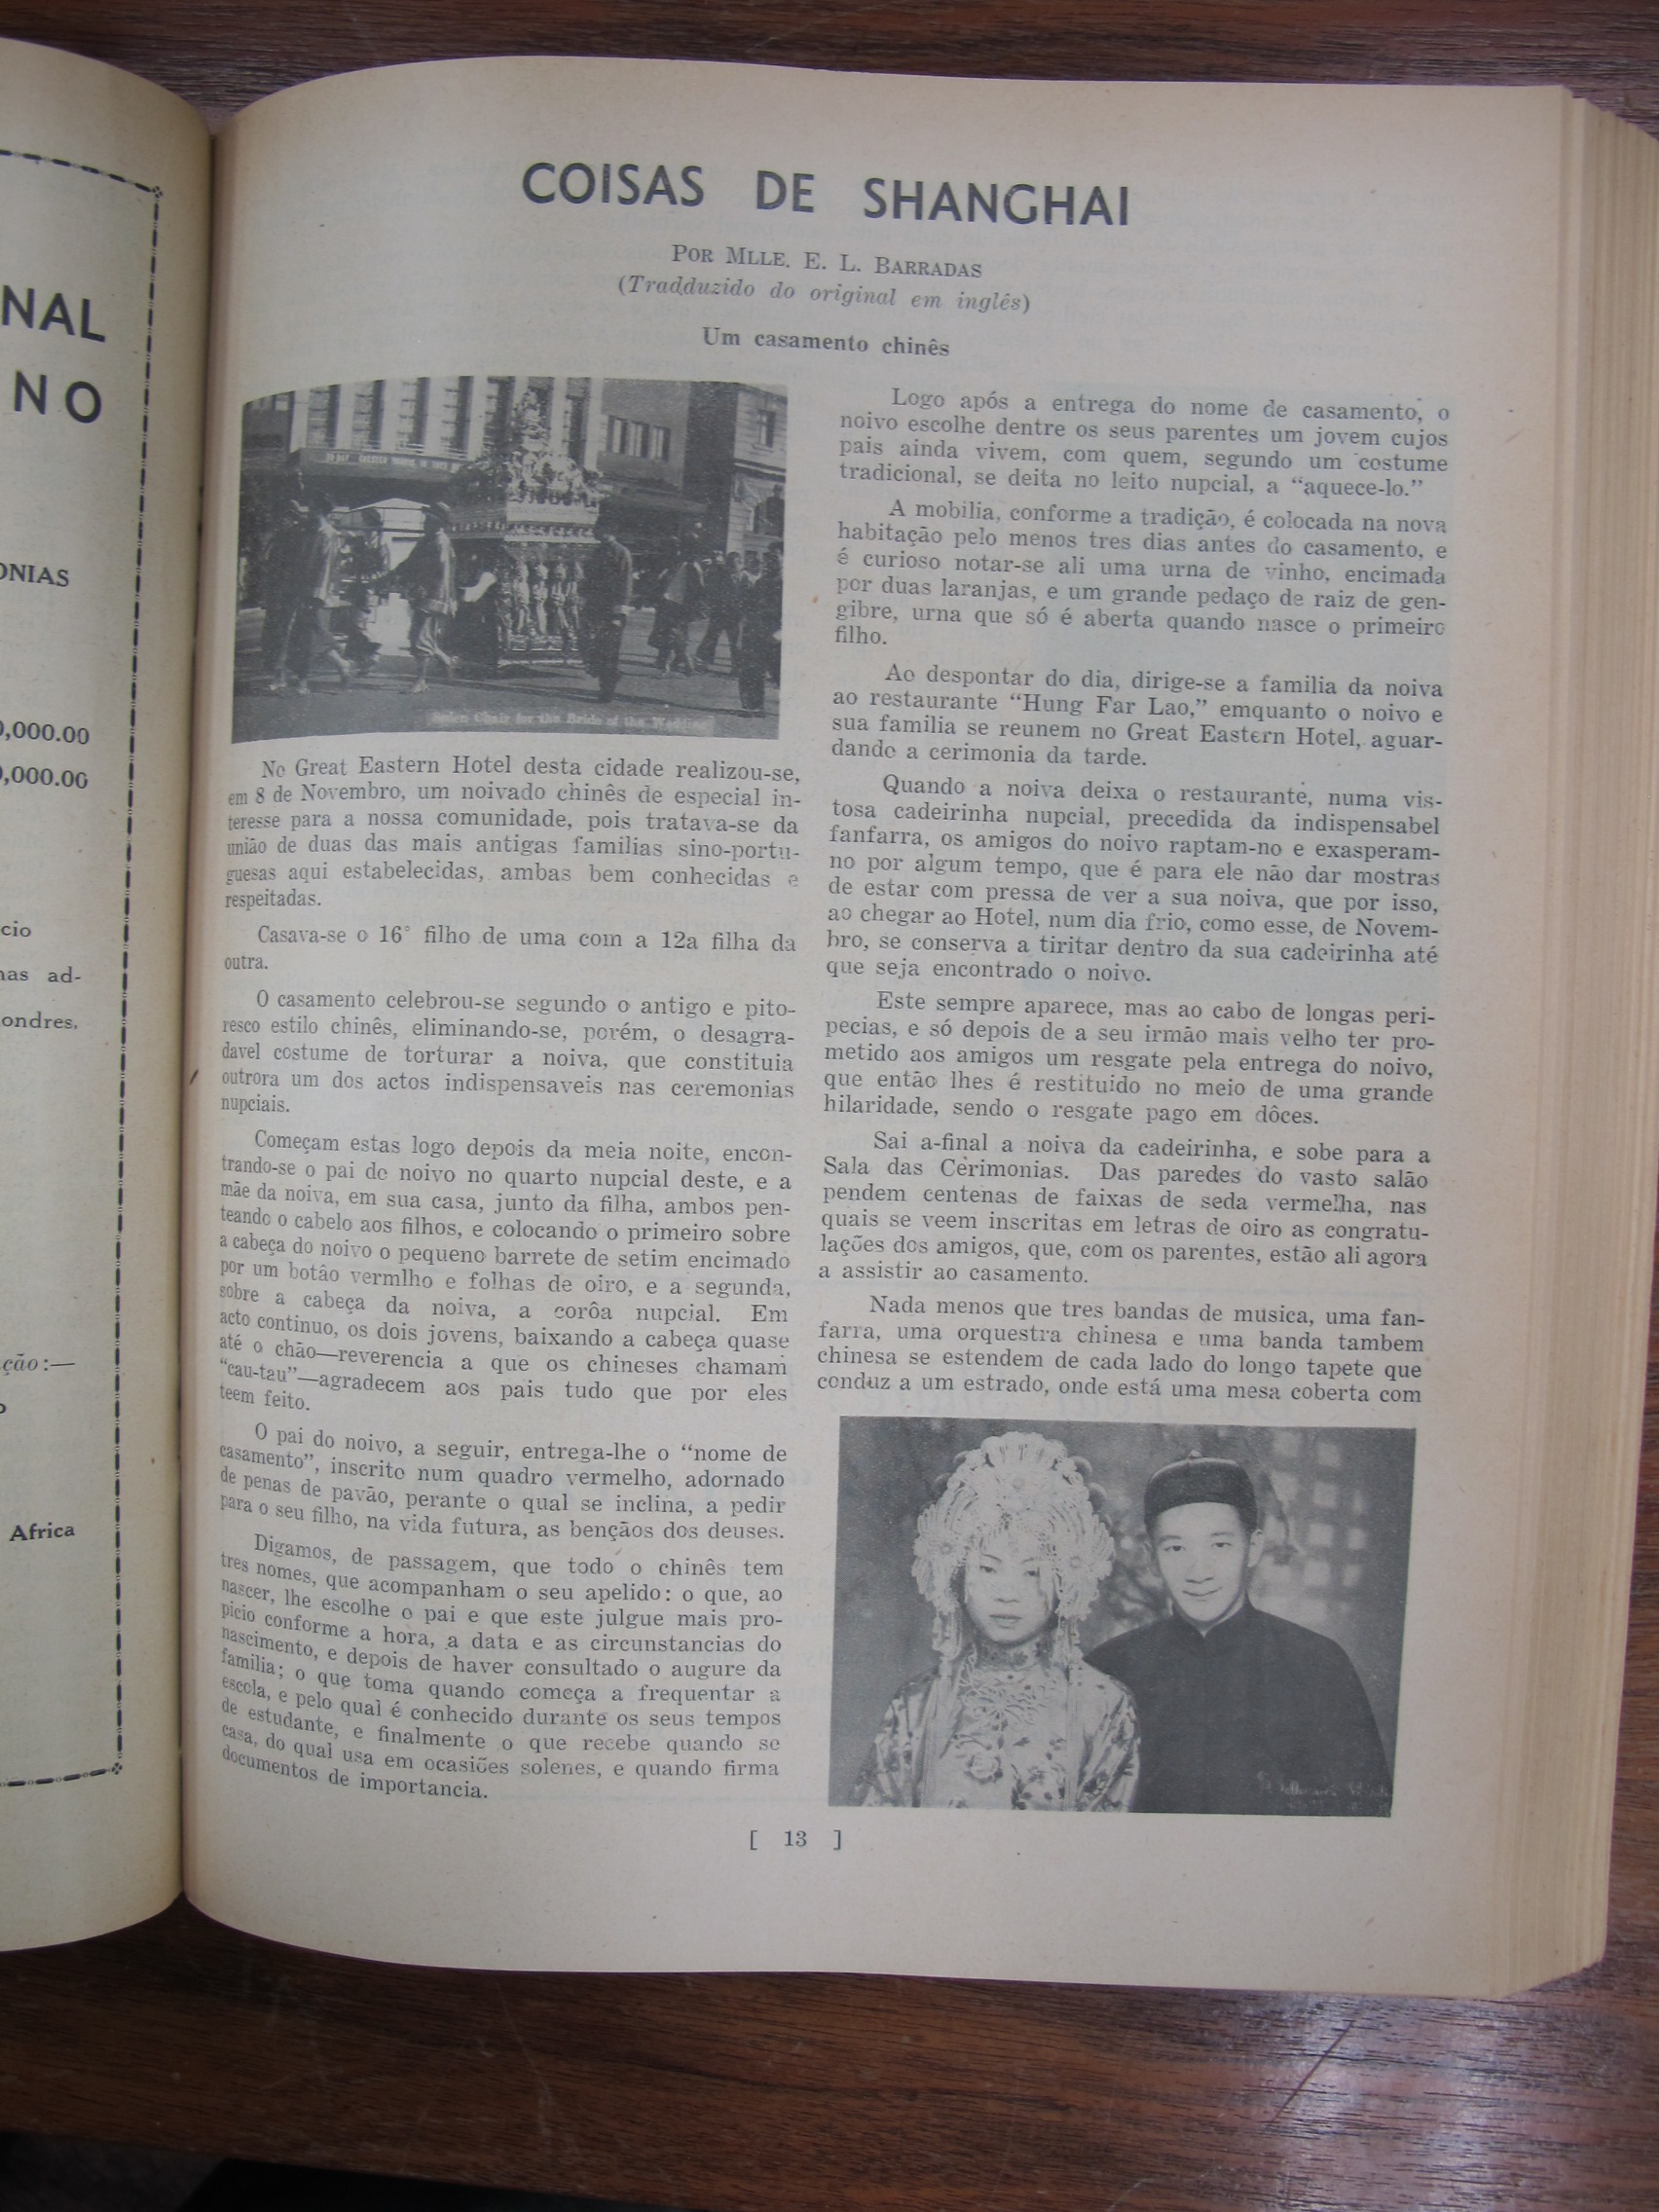 NAL
NO
ONIAS
0,000.00
0,000.00
cio
nas ad-
ondres,
ção:—
Africa
COISAS DE SHANGHAI
POR MLLE. E. L. BARRADAS
(Tradduzido do original em inglês)
Um casamento chinês
Sedan Chair for the Bride of the Wedding
No Great Eastern Hotel desta cidade realizou-se,
em 8 de Novembro, um noivado chinês de especial in-
teresse para a nossa comunidade, pois tratava-se da
união de duas das mais antigas familias sino-portu-
guesas aqui estabelecidas, ambas bem conhecidas e
respeitadas.
Casava-se o 16° filho de uma com a 12a filha da
outra.
O casamento celebrou-se segundo o antigo e pito-
resco estilo chinês, eliminando-se, porém, o desagra-
davel costume de torturar a noiva, que constituia
outrora um dos actos indispensaveis nas ceremonias
nupciais.
Começam estas logo depois da meia noite, encon-
trando-se o pai do noivo no quarto nupcial deste, e a
mãe da noiva, em sua casa, junto da filha, ambos pen-
teando o cabelo aos filhos, e colocando o primeiro sobre
a cabeça do noivo o pequeno barrete de setim encimado
por um botão vermlho e folhas de oiro, e a segunda,
sobre a cabeça da noiva, a corôa nupcial. Em
acto continuo, os dois jovens, baixando a cabeça quase
até o chão—reverencia a que os chineses chamam
“cau-tau”—agradecem aos pais tudo que por eles
teem feito.
O pai do noivo, a seguir, entrega-lhe o “nome de
casamento”, inscrito num quadro vermelho, adornado
de penas de pavão, perante o qual se inclina, a pedir
para o seu filho, na vida futura, as bençãos dos deuses.
Digamos, de passagem, que todo o chinês tem
tres nomes, que acompanham o seu apelido: o que, ao
nascer, lhe escolhe o pai e que este julgue mais pro-
picio conforme a hora, a data e as circunstancias do
nascimento, e depois de haver consultado o augure da
familia; o que toma quando começa a frequentar a
escola, e pelo qual é conhecido durante os seus tempos
de estudante, e finalmente o que recebe quando se
casa, do qual usa em ocasiões solenes, e quando firma
documentos de importancia.
Logo após a entrega do nome de casamento, o
noivo escolhe dentre os seus parentes um jovem cujos
pais ainda vivem, com quem, segundo um costume
tradicional, se deita no leito nupcial, a “aquece-lo.”
A mobilia, conforme a tradição, é colocada na nova
habitação pelo menos tres dias antes do casamento, e
é curioso notar-se ali uma urna de vinho, encimada
por duas laranjas, e um grande pedaço de raiz de gen-
gibre, urna que só é aberta quando nasce o primeiro
filho.
Ao despontar do dia, dirige-se a familia da noiva
ao restaurante “Hung Far Lao,” emquanto o noivo e
sua familia se reunem no Great Eastern Hotel, aguar-
dando a cerimonia da tarde.
Quando a noiva deixa o restaurante, numa vis-
tosa cadeirinha nupcial, precedida da indispensabel
fanfarra, os amigos do noivo raptam-no e exasperam-
no por algum tempo, que é para ele não dar mostras
de estar com pressa de ver a sua noiva, que por isso,
ao chegar ao Hotel, num dia frio, como esse, de Novem-
bro, se conserva a tiritar dentro da sua cadeirinha até
que seja encontrado o noivo.
Este sempre aparece, mas ao cabo de longas peri-
pecias, e só depois de a seu irmão mais velho ter pro-
metido aos amigos um resgate pela entrega do noivo,
que então lhes é restituido no meio de uma grande
hilaridade, sendo o resgate pago em dôces.
Sai a-final a noiva da cadeirinha, e sobe para a
Sala das Cerimonias. Das paredes do vasto salão
pendem centenas de faixas de seda vermelha, nas
quais se veem inscritas em letras de oiro as congratu-
lações dos amigos, que, com os parentes, estão ali agora
a assistir ao casamento.
Nada menos que tres bandas de musica, uma fan-
farra, uma orquestra chinesa e uma banda tambem
chinesa se estendem de cada lado do longo tapete que
conduz a um estrado, onde está uma mesa coberta com
[ 13 ]